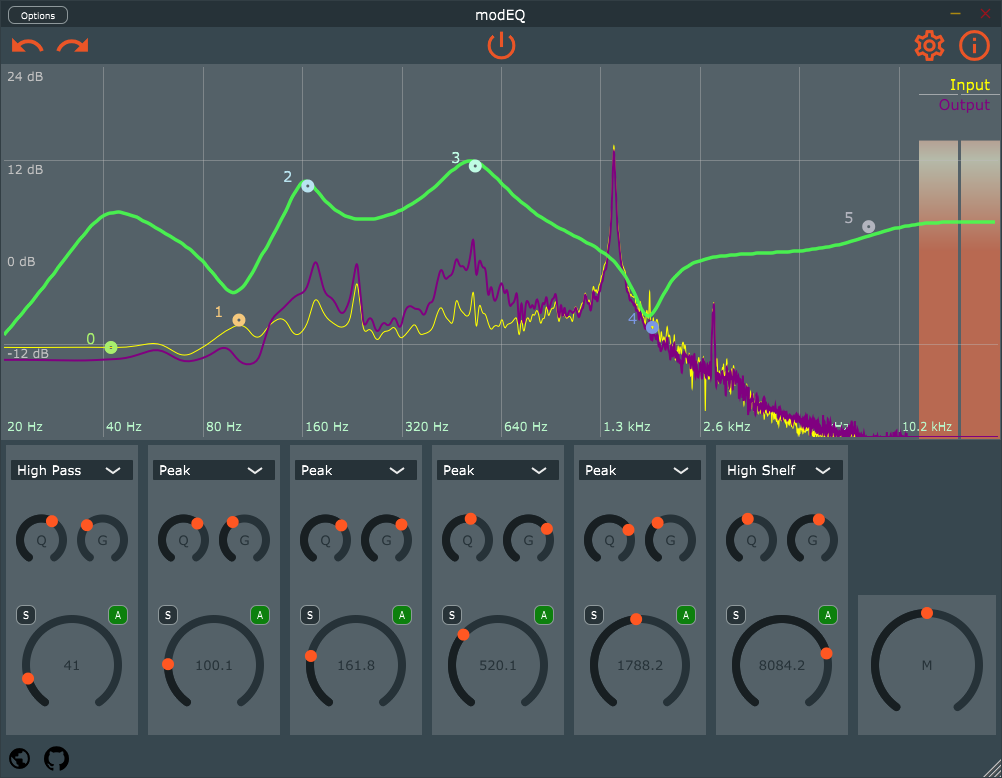 Options
modEQ
24 dB
Input
Output
12 dB
3
2
5
0 dB
1
4
0
-12 dB
20 Hz 40 Hz 80 Hz 160 Hz 320 Hz 640 Hz 1.3 kHz 2.6 kHz Hz 10.2 kHz
High Pass Peak Peak Peak Peak High Shelf
Q G Q G Q G Q G Q G Q G
S A S A S A S A S A S A
41 100.1 161.8 520.1 1788.2 8084.2 M